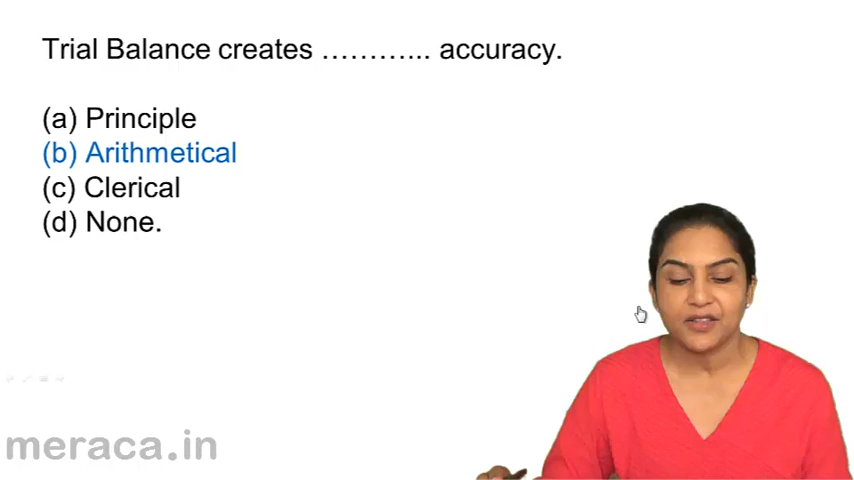 Trial Balance creates ………….. accuracy.
(a) Principle
(b) Arithmetical
(c) Clerical
(d) None.
meraca.in